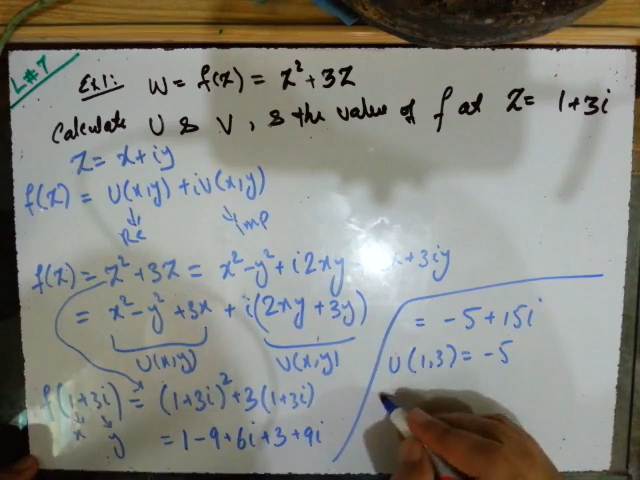 L#7
Ex1: W = f(z) = z² + 3z
Calculate U & V, & the value of f at z = 1+3i
z = x+iy
f(z) = U(x,y) + iV(x,y)
Re Imp
f(z) = z² + 3z = x²-y²+i2xy + 3x+3iy
= x²-y²+3x + i(2xy+3y)
U(x,y) V(x,y)
f(1+3i) = (1+3i)²+3(1+3i)
x y = 1-9+6i+3+9i
= -5+15i
U(1,3) = -5